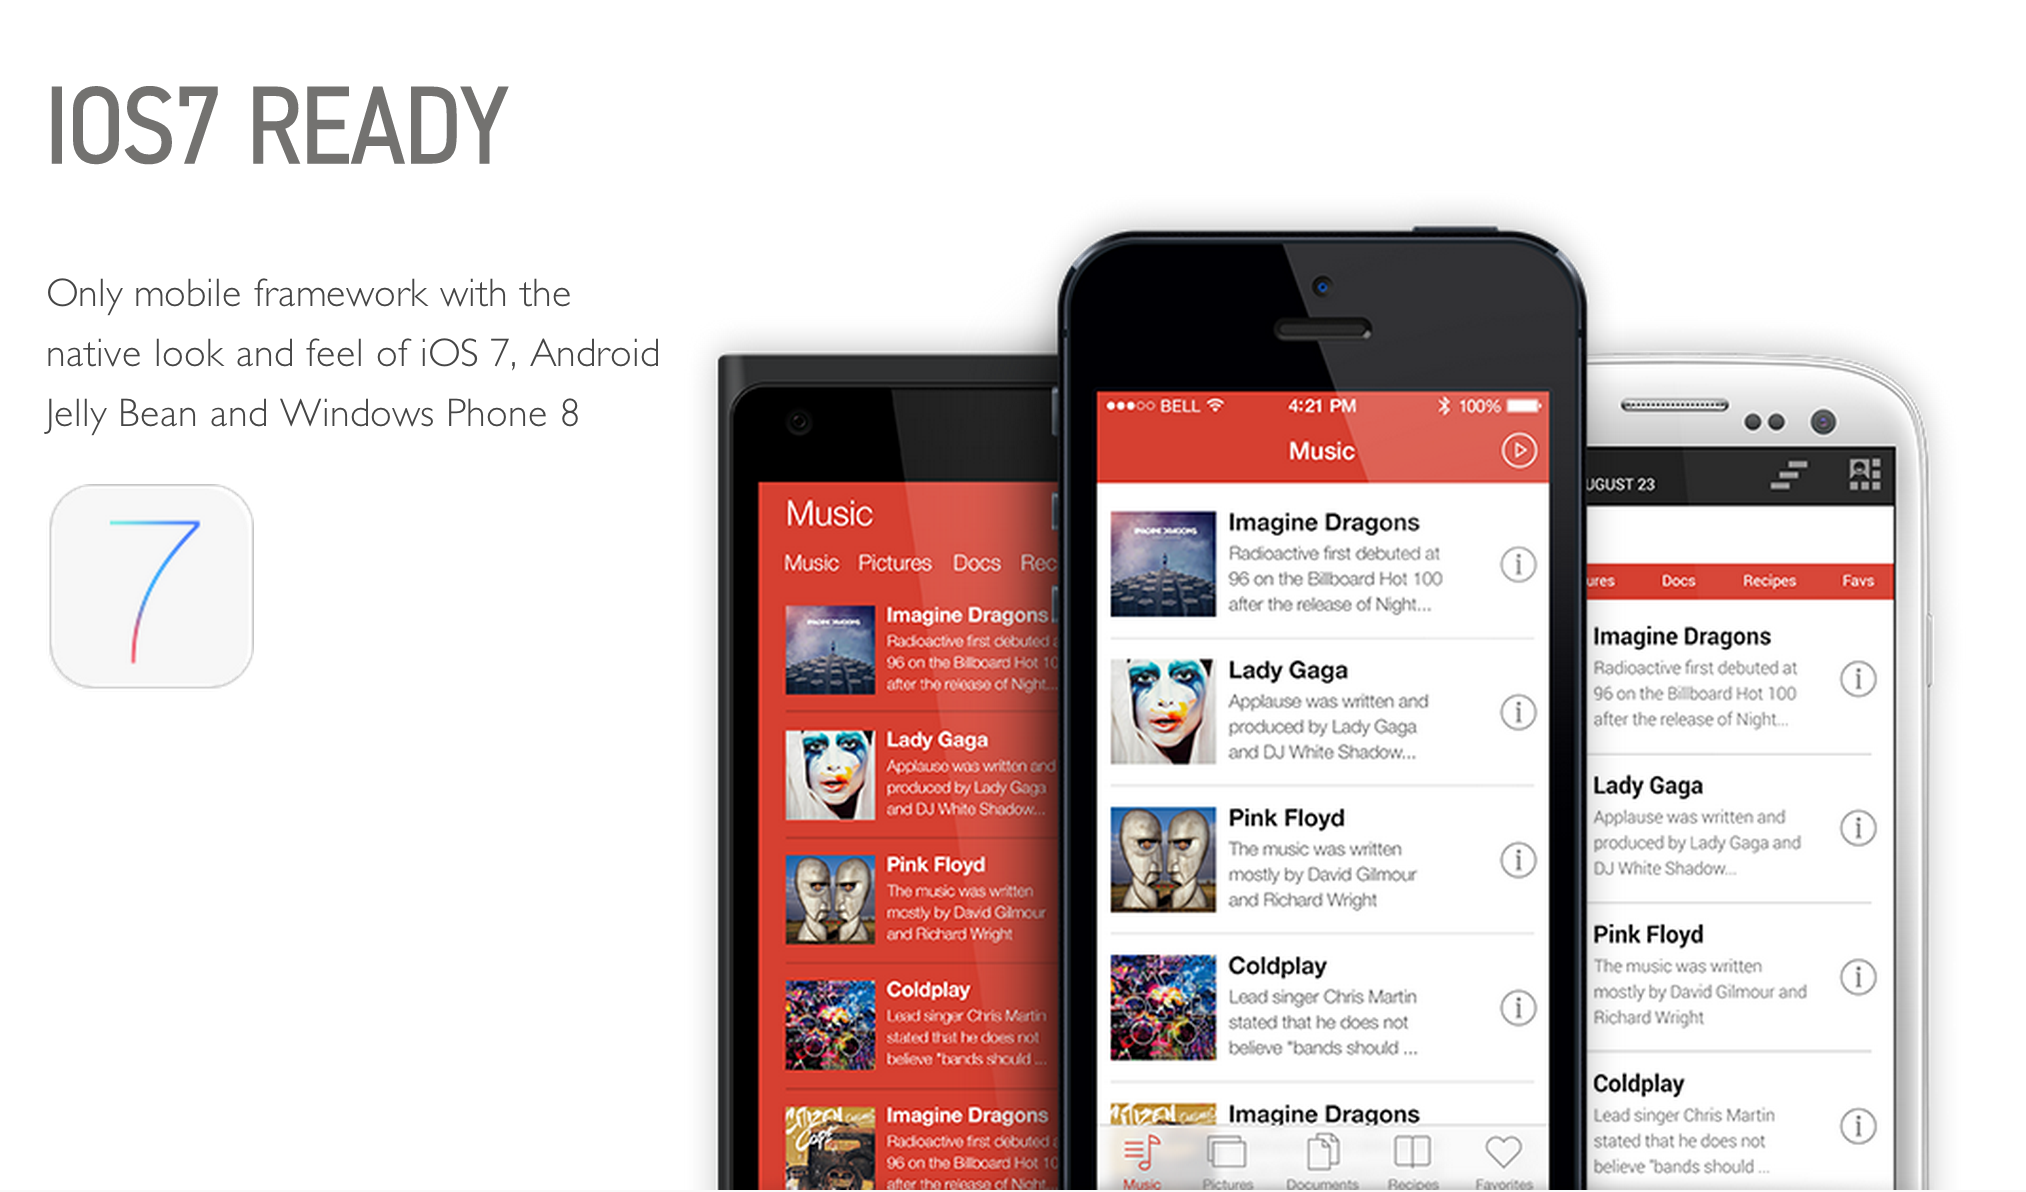 IOS7 READY
Only mobile framework with the
native look and feel of iOS 7, Android
Jelly Bean and Windows Phone 8
7
Music
Music Pictures Docs Rec
Imagine Dragons
Radioactive first debuted a
96 on the Billboard Hot 10
after the release of Night...
Lady Gaga
Applause was written and
produced by Lady Gaga
and DJ White Shadow...
Pink Floyd
The music was written
mostly by David Gilmour
and Richard Wright
Coldplay
Lead singer Chris Martin
stated that he does not
believe "bands should ...
Imagine Dragons
Radioactive first debuted a
96 on the Billboard Hot 10
after the release of Night...
BELL 4:21 PM 100%
Music
IMAGINE DRAGONS
Imagine Dragons
Radioactive first debuted at
96 on the Billboard Hot 100
after the release of Night...
Lady Gaga
Applause was written and
produced by Lady Gaga
and DJ White Shadow...
Pink Floyd
The music was written
mostly by David Gilmour
and Richard Wright
Coldplay
Lead singer Chris Martin
stated that he does not
believe "bands should ...
Imagine Dragons
Music Pictures Documents Recipes Favorites
UGUST 23
ures Docs Recipes Favs
Imagine Dragons
Radioactive first debuted at
96 on the Billboard Hot 100
after the release of Night...
Lady Gaga
Applause was written and
produced by Lady Gaga and
DJ White Shadow...
Pink Floyd
The music was written
mostly by David Gilmour and
Richard Wright
Coldplay
Lead singer Chris Martin
stated that he does not
believe "bands should ...